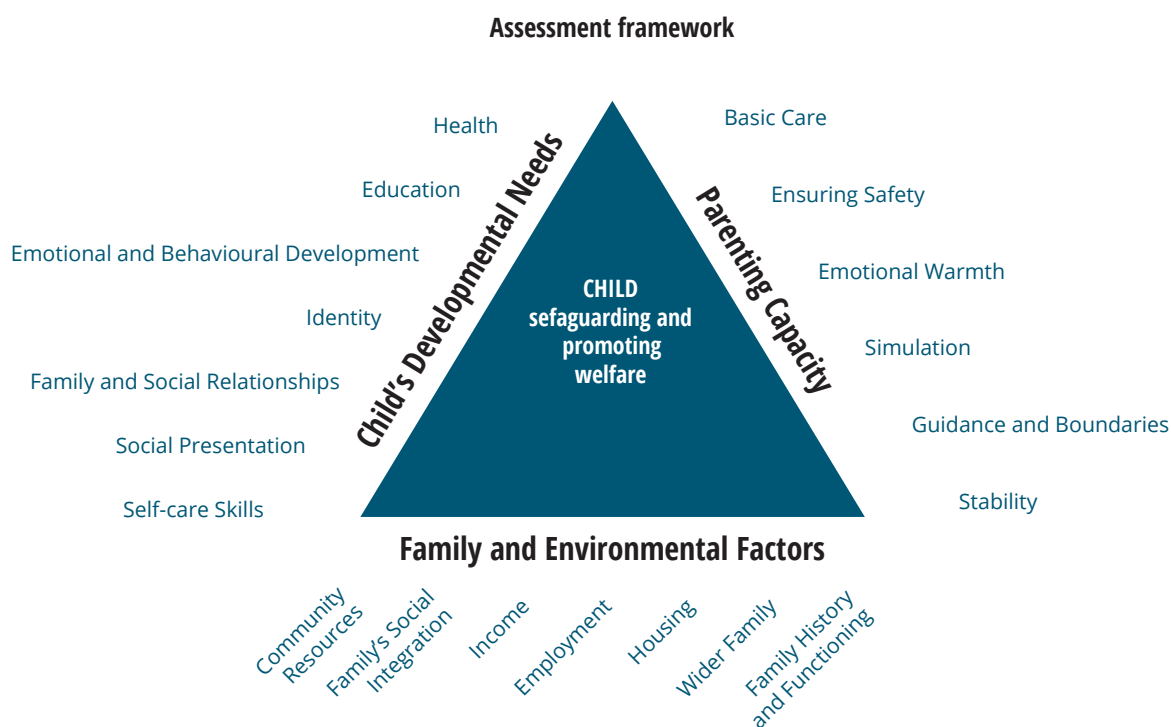 Assessment framework
Child's Developmental Needs
Health
Education
Emotional and Behavioural Development
Identity
Family and Social Relationships
Social Presentation
Self-care Skills
CHILD
sefaguarding and
promoting
welfare
Parenting Capacity
Basic Care
Ensuring Safety
Emotional Warmth
Simulation
Guidance and Boundaries
Stability
Family and Environmental Factors
Community
Resources
Family's Social
Integration
Income
Employment
Housing
Wider Family
Family History
and Functioning